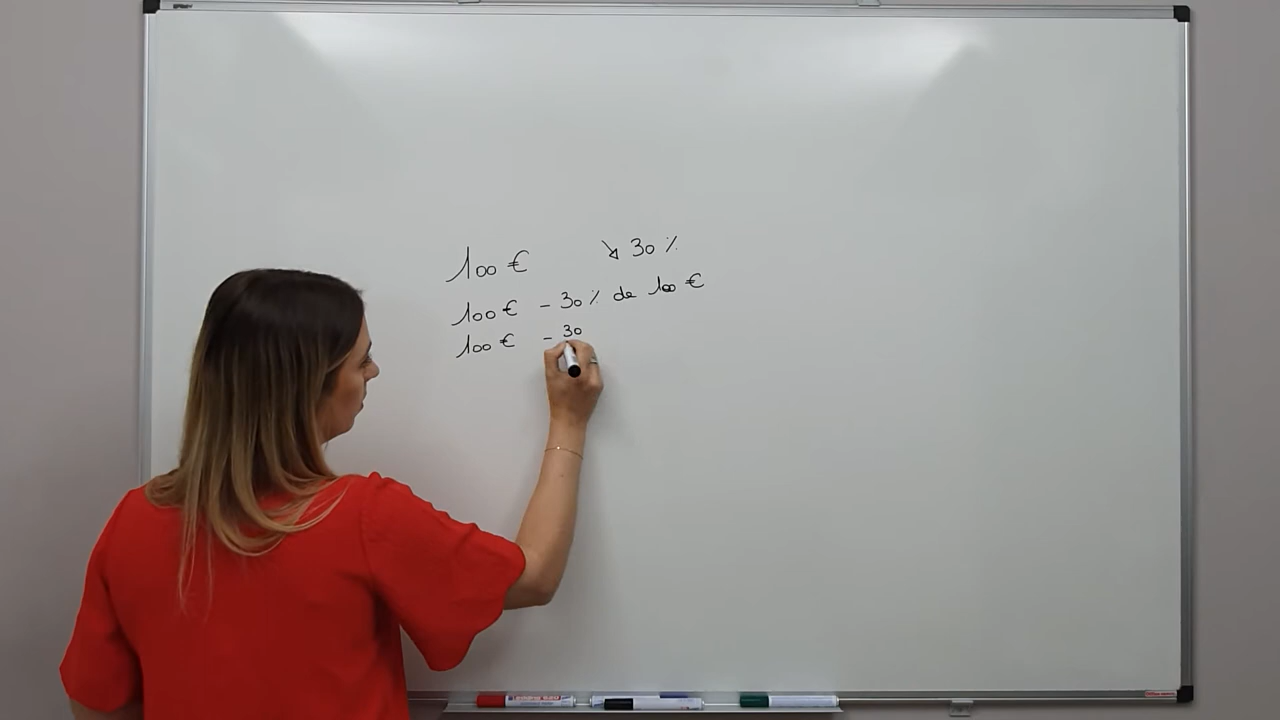 100 € ↘ 30 %
100 € - 30 % de 100 €
100 € - 30